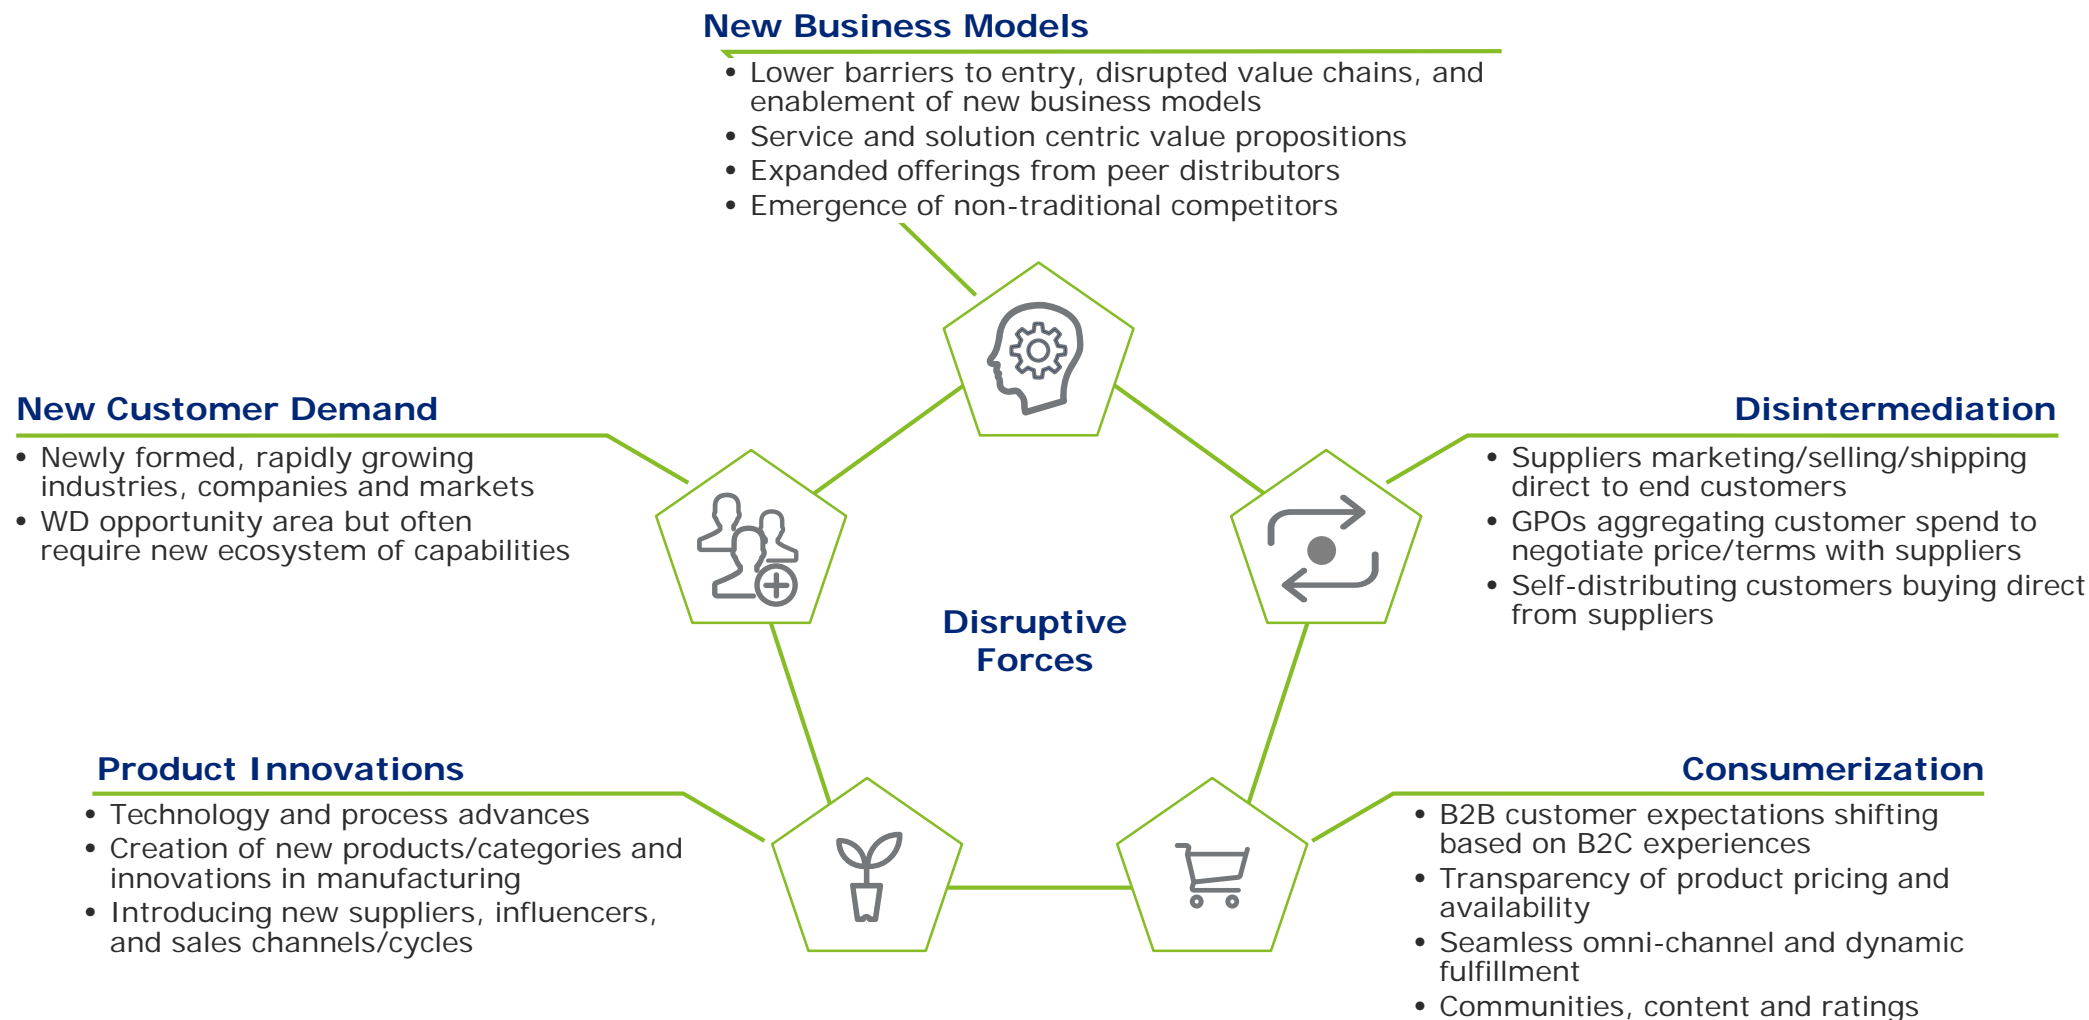 New Business Models
• Lower barriers to entry, disrupted value chains, and
enablement of new business models
• Service and solution centric value propositions
• Expanded offerings from peer distributors
• Emergence of non-traditional competitors
New Customer Demand
• Newly formed, rapidly growing
industries, companies and markets
• WD opportunity area but often
require new ecosystem of capabilities
Disintermediation
• Suppliers marketing/selling/shipping
direct to end customers
• GPOs aggregating customer spend to
negotiate price/terms with suppliers
• Self-distributing customers buying direct
from suppliers
Disruptive
Forces
Product Innovations
• Technology and process advances
• Creation of new products/categories and
innovations in manufacturing
• Introducing new suppliers, influencers,
and sales channels/cycles
Consumerization
• B2B customer expectations shifting
based on B2C experiences
• Transparency of product pricing and
availability
• Seamless omni-channel and dynamic
fulfillment
• Communities, content and ratings